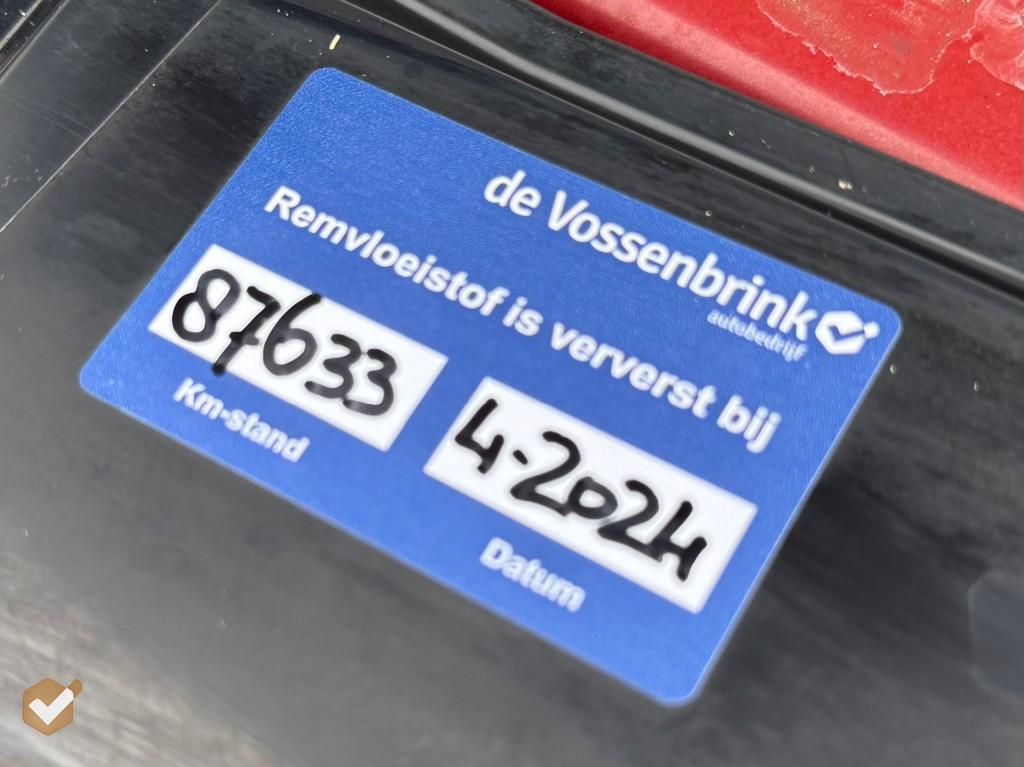 de Vossenbrink
autobedrijf
Remvloeistof is ververst bij
87633
4-2024
Km-stand
Datum